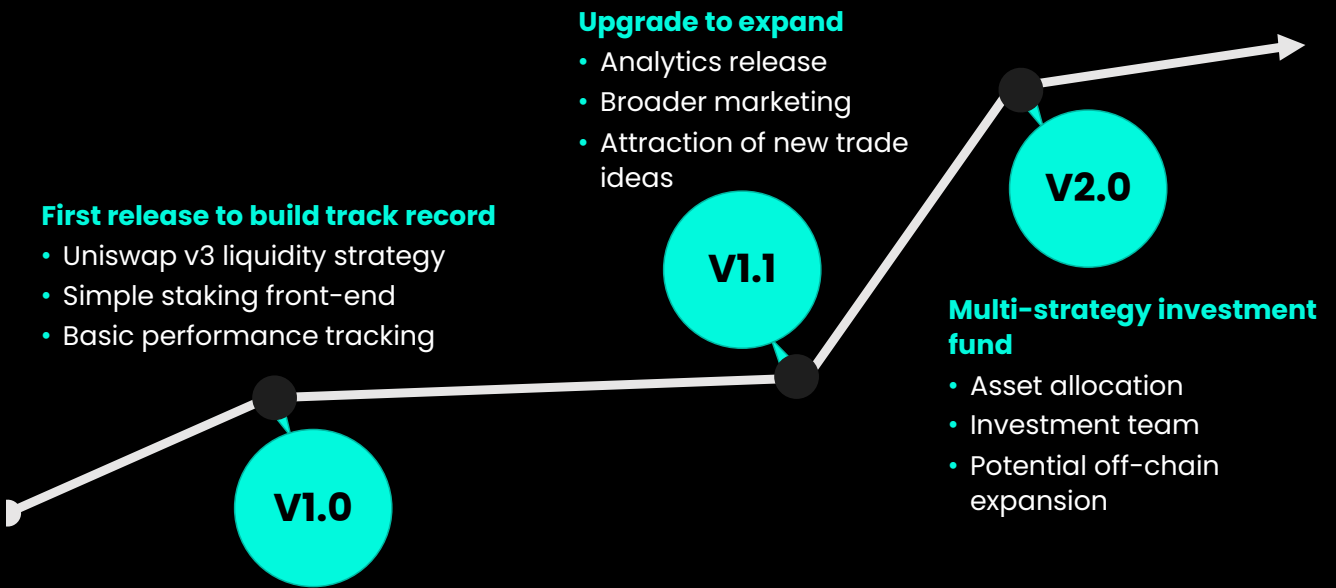 First release to build track record
• Uniswap v3 liquidity strategy
• Simple staking front-end
• Basic performance tracking
V1.0
Upgrade to expand
• Analytics release
• Broader marketing
• Attraction of new trade
ideas
V1.1
V2.0
Multi-strategy investment
fund
• Asset allocation
• Investment team
• Potential off-chain
expansion